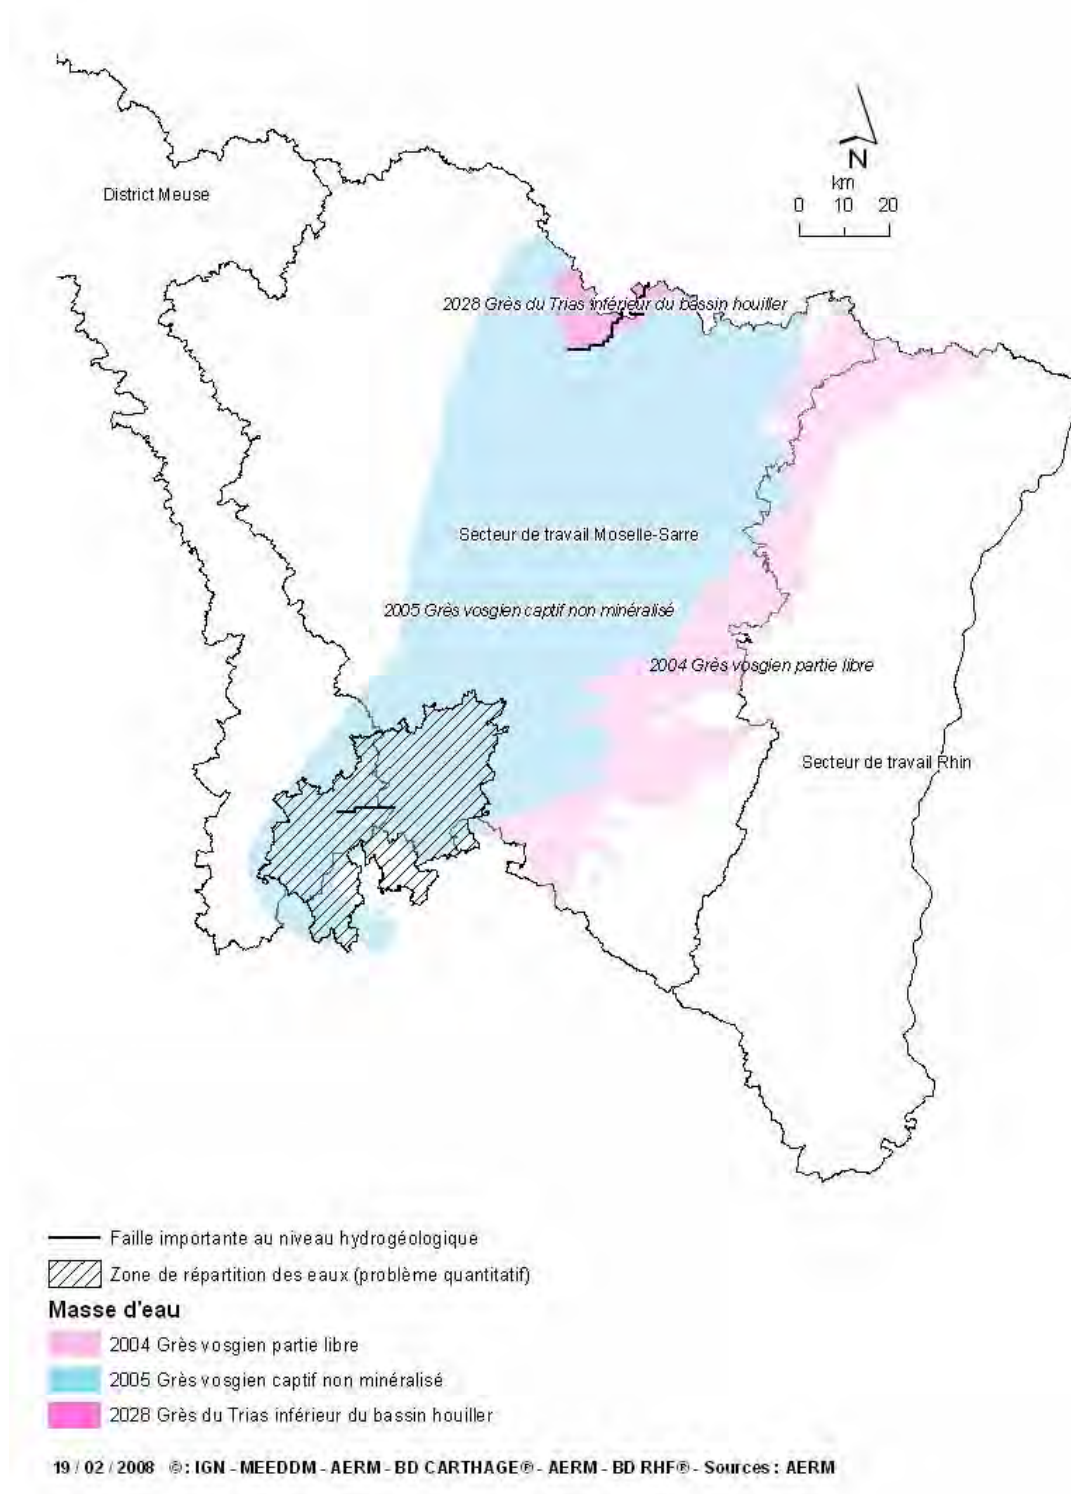 District Meuse
N
km
0 10 20
2028 Grès du Trias inférieur du bassin houiller
Secteur de travail Moselle-Sarre
2005 Grès vosgien captif non minéralisé
2004 Grès vosgien partie libre
Secteur de travail Rhin
Faille importante au niveau hydrogéologique
Zone de répartition des eaux (problème quantitatif)
Masse d'eau
2004 Grès vosgien partie libre
2005 Grès vosgien captif non minéralisé
2028 Grès du Trias inférieur du bassin houiller
19 / 02 / 2008 ©: IGN - MEEDDM - AERM - BD CARTHAGE® - AERM - BD RHF® - Sources : AERM